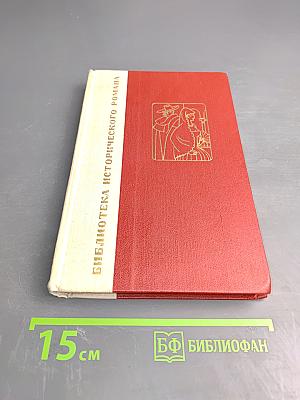 БИБЛИОТЕКА ИСТОРИЧЕСКОГО РОМАНА
15 см
БФ БИБЛИОФАН